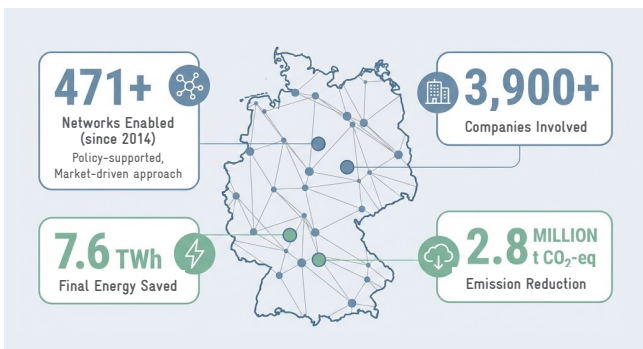 471+
Networks Enabled
(since 2014)
Policy-supported,
Market-driven approach
3,900+
Companies Involved
7.6 TWh
Final Energy Saved
2.8 MILLION
t CO₂-eq
Emission Reduction